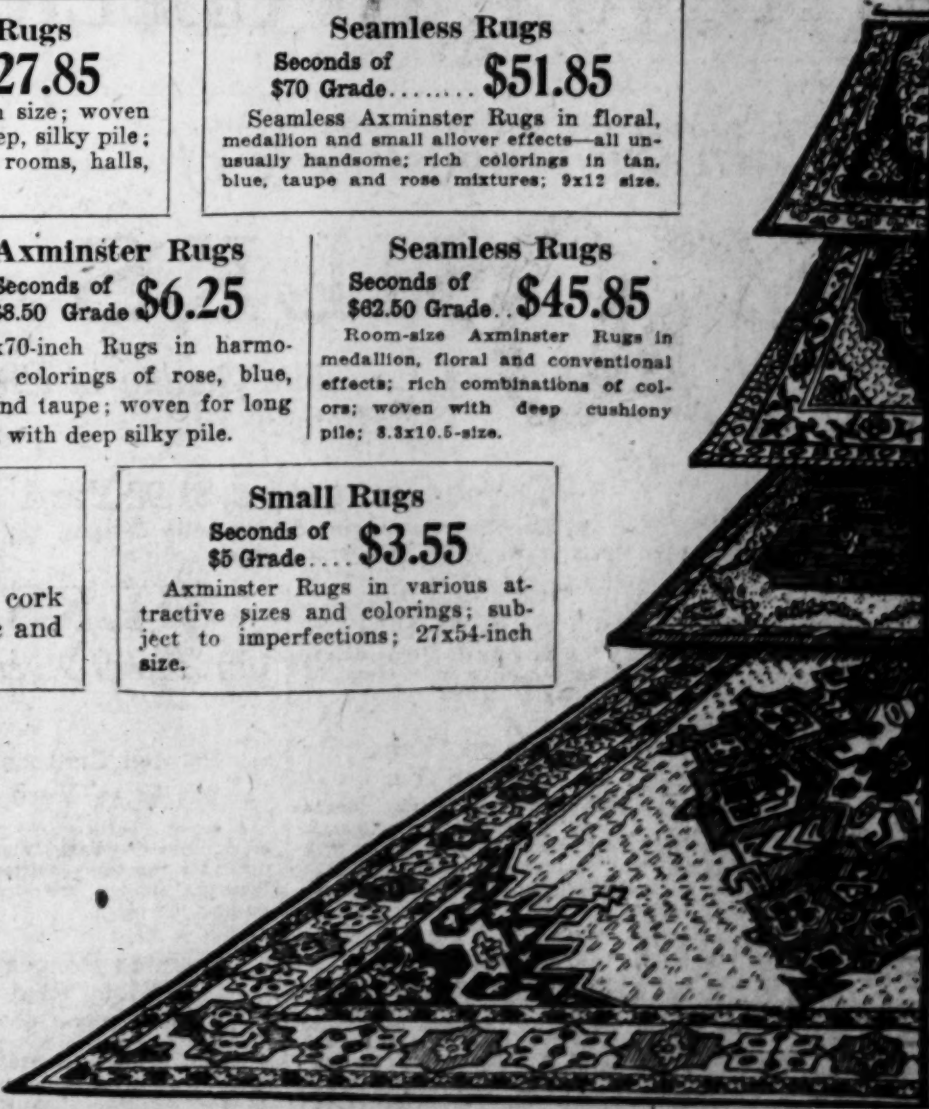 Rugs
27.85
size; woven
ep, silky pile;
rooms, halls,
Seamless Rugs
Seconds of
$70 Grade........ $51.85
Seamless Axminster Rugs in floral,
medallion and small allover effects—all un-
usually handsome; rich colorings in tan,
blue, taupe and rose mixtures; 9x12 size.
Axminster Rugs
Seconds of
$8.50 Grade $6.25
x70-inch Rugs in harmo-
colorings of rose, blue,
nd taupe; woven for long
with deep silky pile.
Seamless Rugs
Seconds of
$62.50 Grade.. $45.85
Room-size Axminster Rugs in
medallion, floral and conventional
effects; rich combinations of col-
ors; woven with deep cushiony
pile; 8.3x10.5-size.
cork
and
Small Rugs
Seconds of
$5 Grade.... $3.55
Axminster Rugs in various at-
tractive sizes and colorings; sub-
ject to imperfections; 27x54-inch
size.